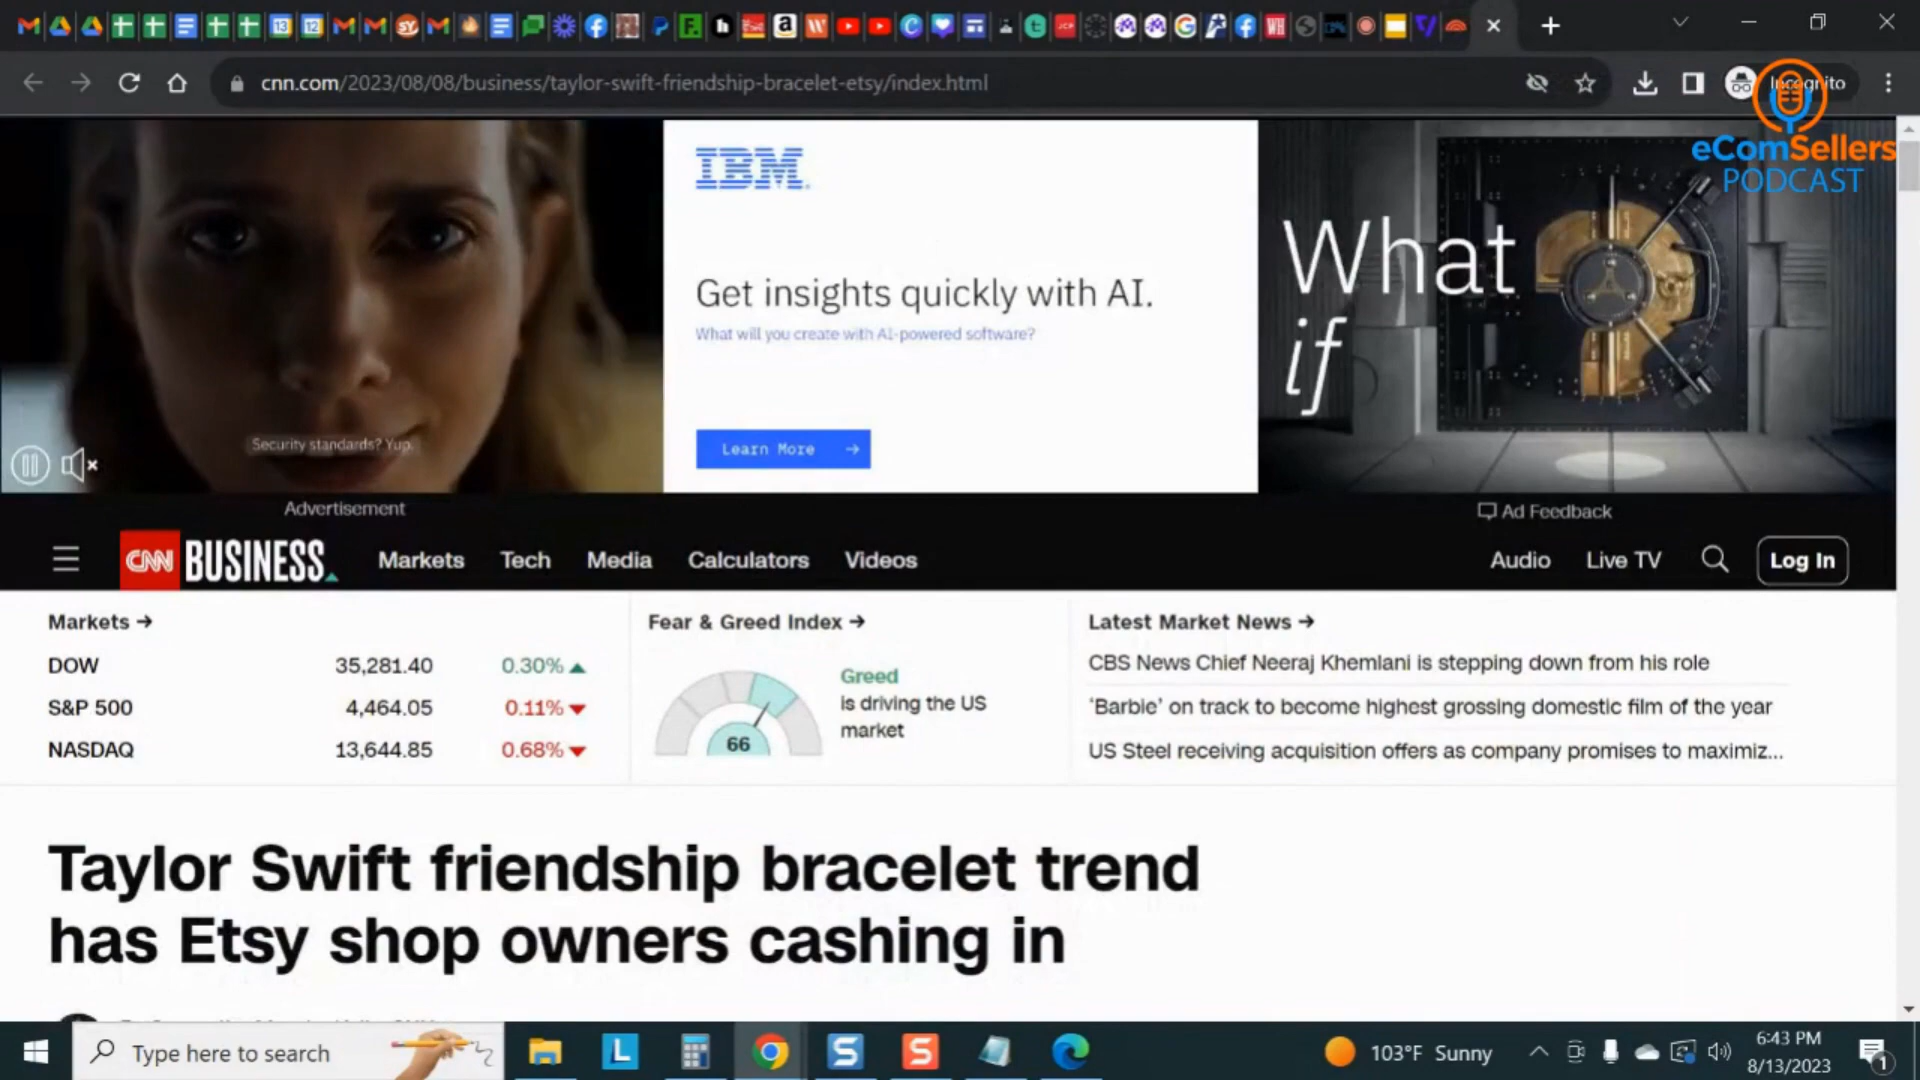 cnn.com/2023/08/08/business/taylor-swift-friendship-bracelet-etsy/index.html
Incognito
eComSellers
PODCAST
IBM
Get insights quickly with AI.
What will you create with AI-powered software?
Learn More
What
if
Security standards? Yup.
Advertisement
Ad Feedback
CNN BUSINESS
Markets
Tech
Media
Calculators
Videos
Audio
Live TV
Log In
Markets →
DOW 35,281.40 0.30%
S&P 500 4,464.05 0.11%
NASDAQ 13,644.85 0.68%
Fear & Greed Index →
66
Greed
is driving the US
market
Latest Market News →
CBS News Chief Neeraj Khemlani is stepping down from his role
‘Barbie’ on track to become highest grossing domestic film of the year
US Steel receiving acquisition offers as company promises to maximiz...
Taylor Swift friendship bracelet trend
has Etsy shop owners cashing in
Type here to search
103°F Sunny
6:43 PM
8/13/2023
1